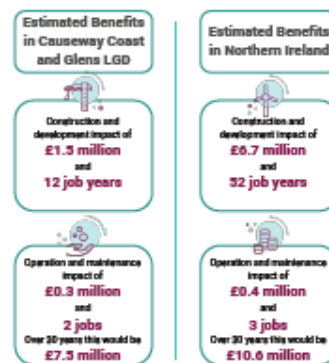 Estimated Benefits
in Causeway Coast
and Glens LGD
Construction and
development impact of
£1.5 million
and
12 job years
Operation and maintenance
impact of
£0.3 million
and
2 jobs
Over 30 years this would be
£7.5 million
Estimated Benefits
in Northern Ireland
Construction and
development impact of
£6.7 million
and
52 job years
Operation and maintenance
impact of
£0.4 million
and
3 jobs
Over 30 years this would be
£10.6 million